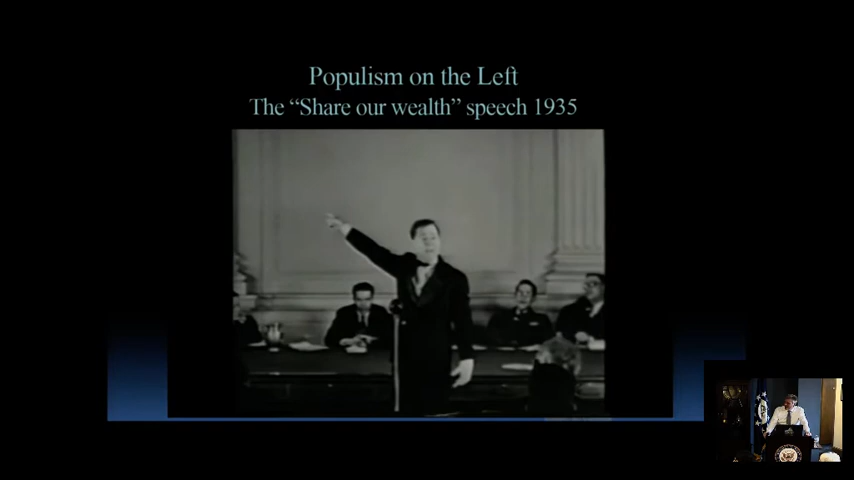 Populism on the Left
The “Share our wealth” speech 1935